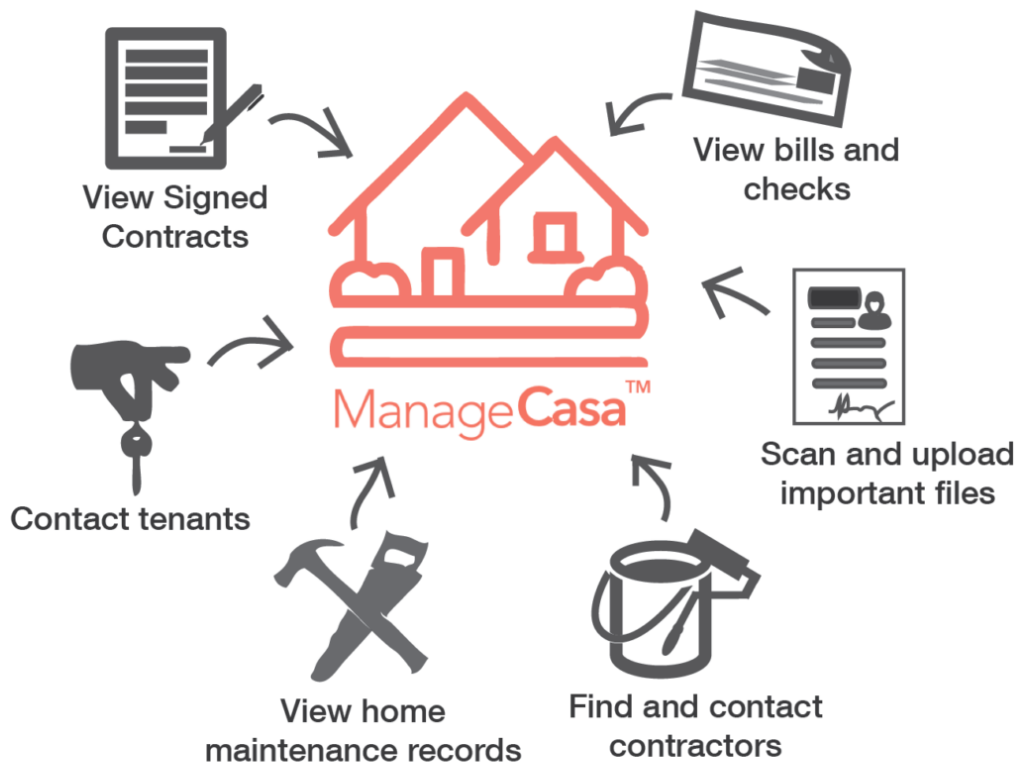 View Signed
Contracts
View bills and
checks
ManageCasa™
Contact tenants
Scan and upload
important files
View home
maintenance records
Find and contact
contractors